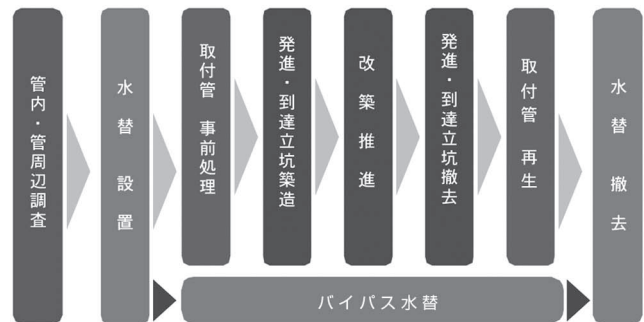 管内・管周辺調査
水替 設置
取付管 事前処理
発進・到達立坑築造
改築推進
発進・到達立坑撤去
取付管 再生
水替 撤去
バイパス水替